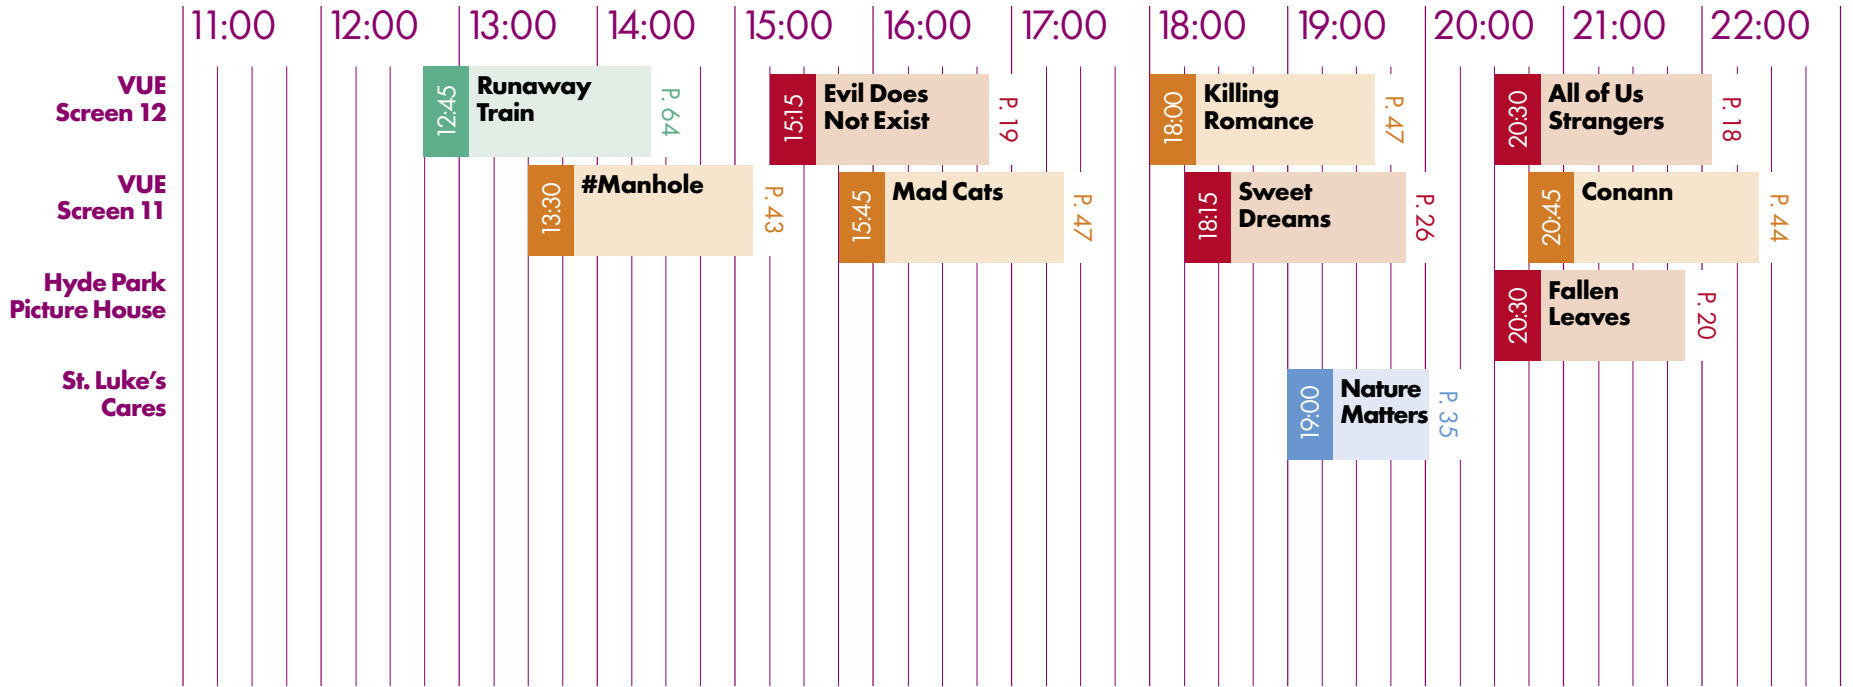 11:00 12:00 13:00 14:00 15:00 16:00 17:00 18:00 19:00 20:00 21:00 22:00
VUE
Screen 12
12:45
Runaway
Train
P. 64
15:15
Evil Does
Not Exist
P. 19
18:00
Killing
Romance
P. 47
20:30
All of Us
Strangers
P. 18
VUE
Screen 11
13:30
#Manhole
P. 43
15:45
Mad Cats
P. 47
18:15
Sweet
Dreams
P. 26
20:45
Conann
P. 44
Hyde Park
Picture House
20:30
Fallen
Leaves
P. 20
St. Luke’s
Cares
19:00
Nature
Matters
P. 35